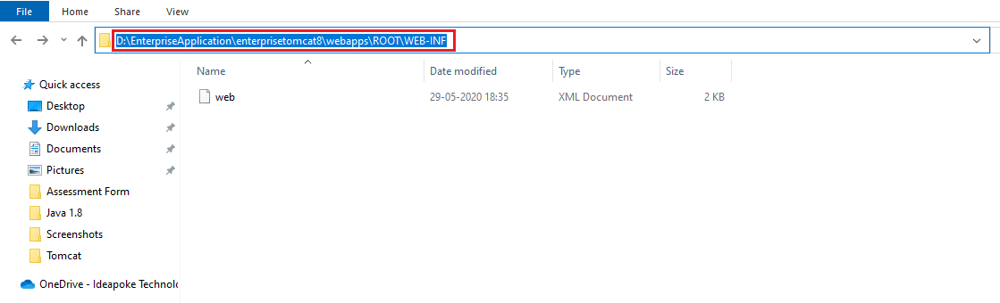 File Home Share View
D:\EnterpriseApplication\enterprisetomcat8\webapps\ROOT\WEB-INF
Name Date modified Type Size
Quick access
web 29-05-2020 18:35 XML Document 2 KB
Desktop
Downloads
Documents
Pictures
Assessment Form
Java 1.8
Screenshots
Tomcat
OneDrive - Ideapoke Technolo